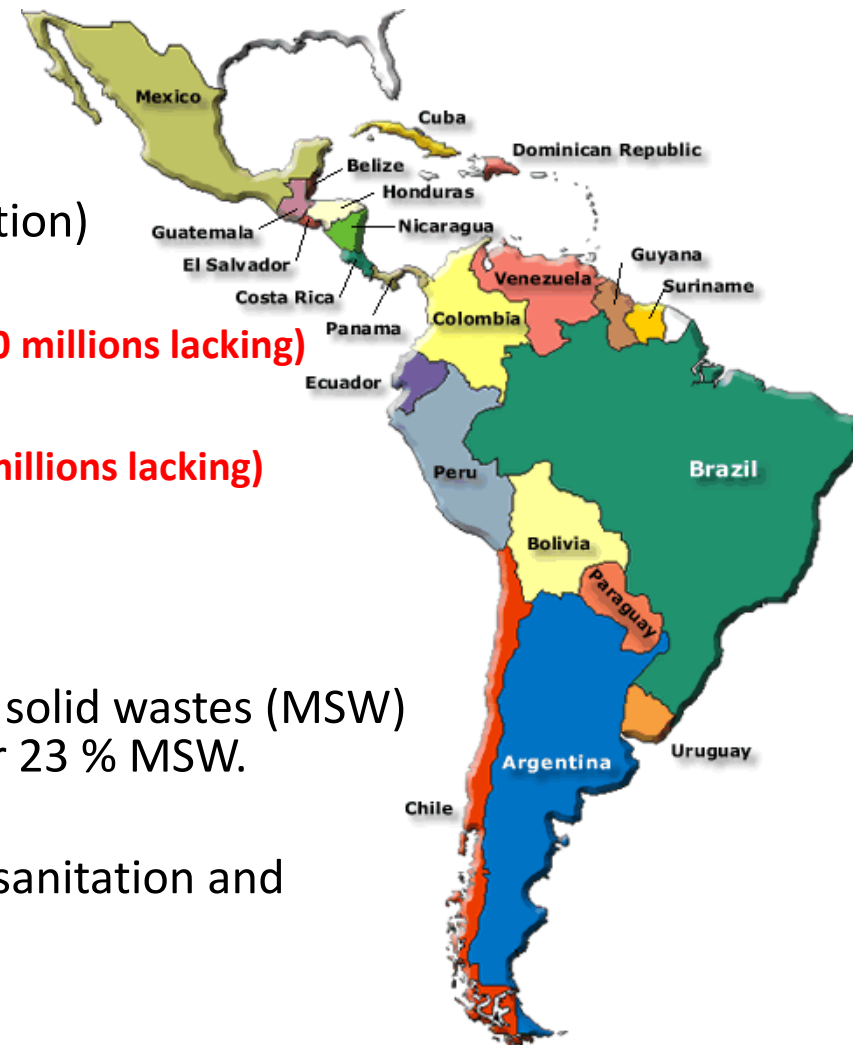 Mexico
Cuba
Dominican Republic
Belize
Honduras
tion)
Guatemala
Nicaragua
El Salvador
Guyana
Venezuela
Suriname
Costa Rica
Colombia
Panama
0 millions lacking)
Ecuador
millions lacking)
Peru
Brazil
Bolivia
Paraguay
solid wastes (MSW)
r 23 % MSW.
Uruguay
Argentina
Chile
sanitation and